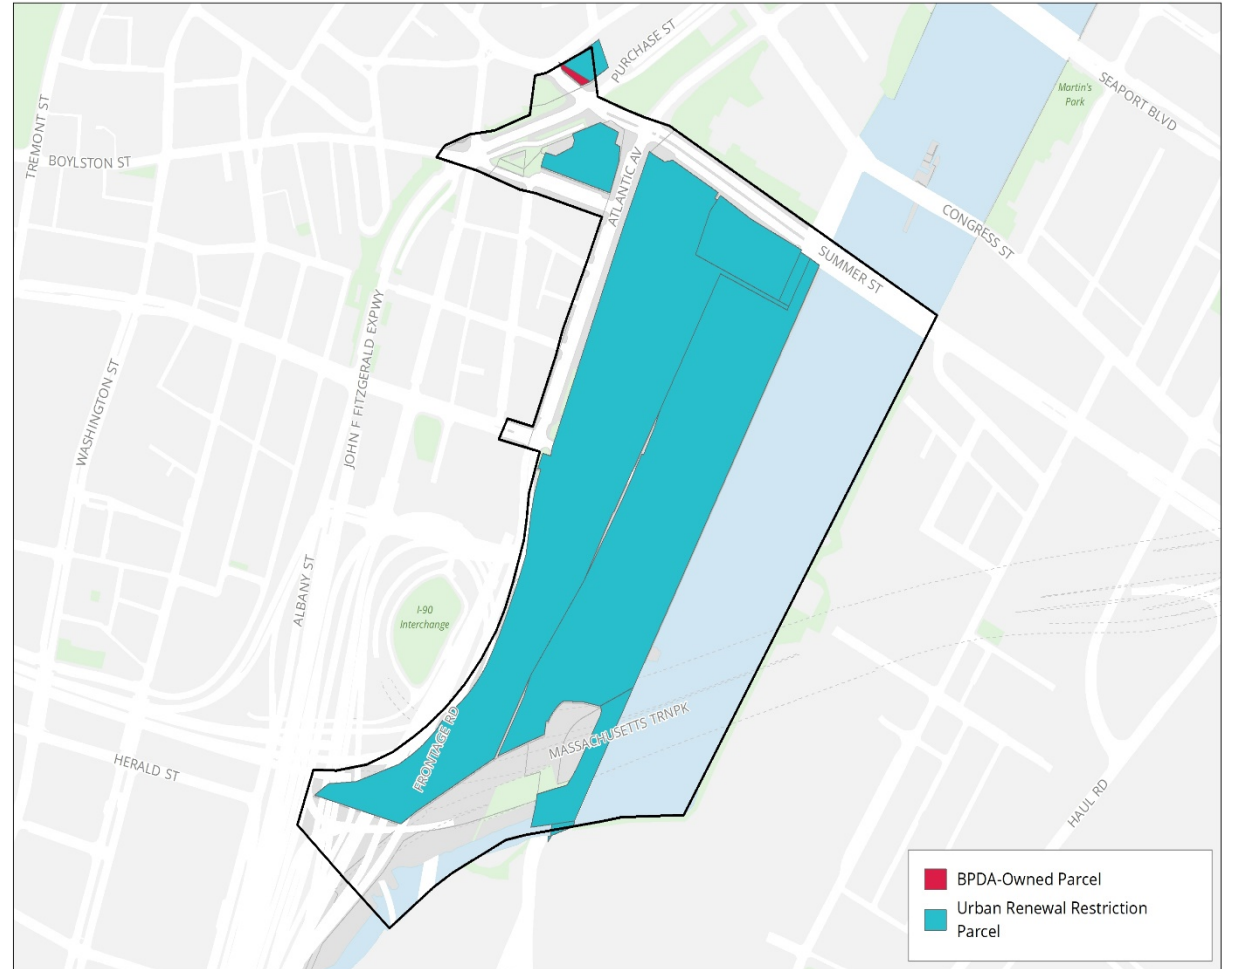 PURCHASE ST
SEAPORT BLVD
Martin's
Park
TREMONT ST
BOYLSTON ST
ATLANTIC AV
CONGRESS ST
SUMMER ST
JOHN F FITZGERALD EXPWY
WASHINGTON ST
ALBANY ST
I-90
Interchange
FRONTAGE RD
MASSACHUSETTS TRNPK
HERALD ST
HAUL RD
BPDA-Owned Parcel
Urban Renewal Restriction
Parcel